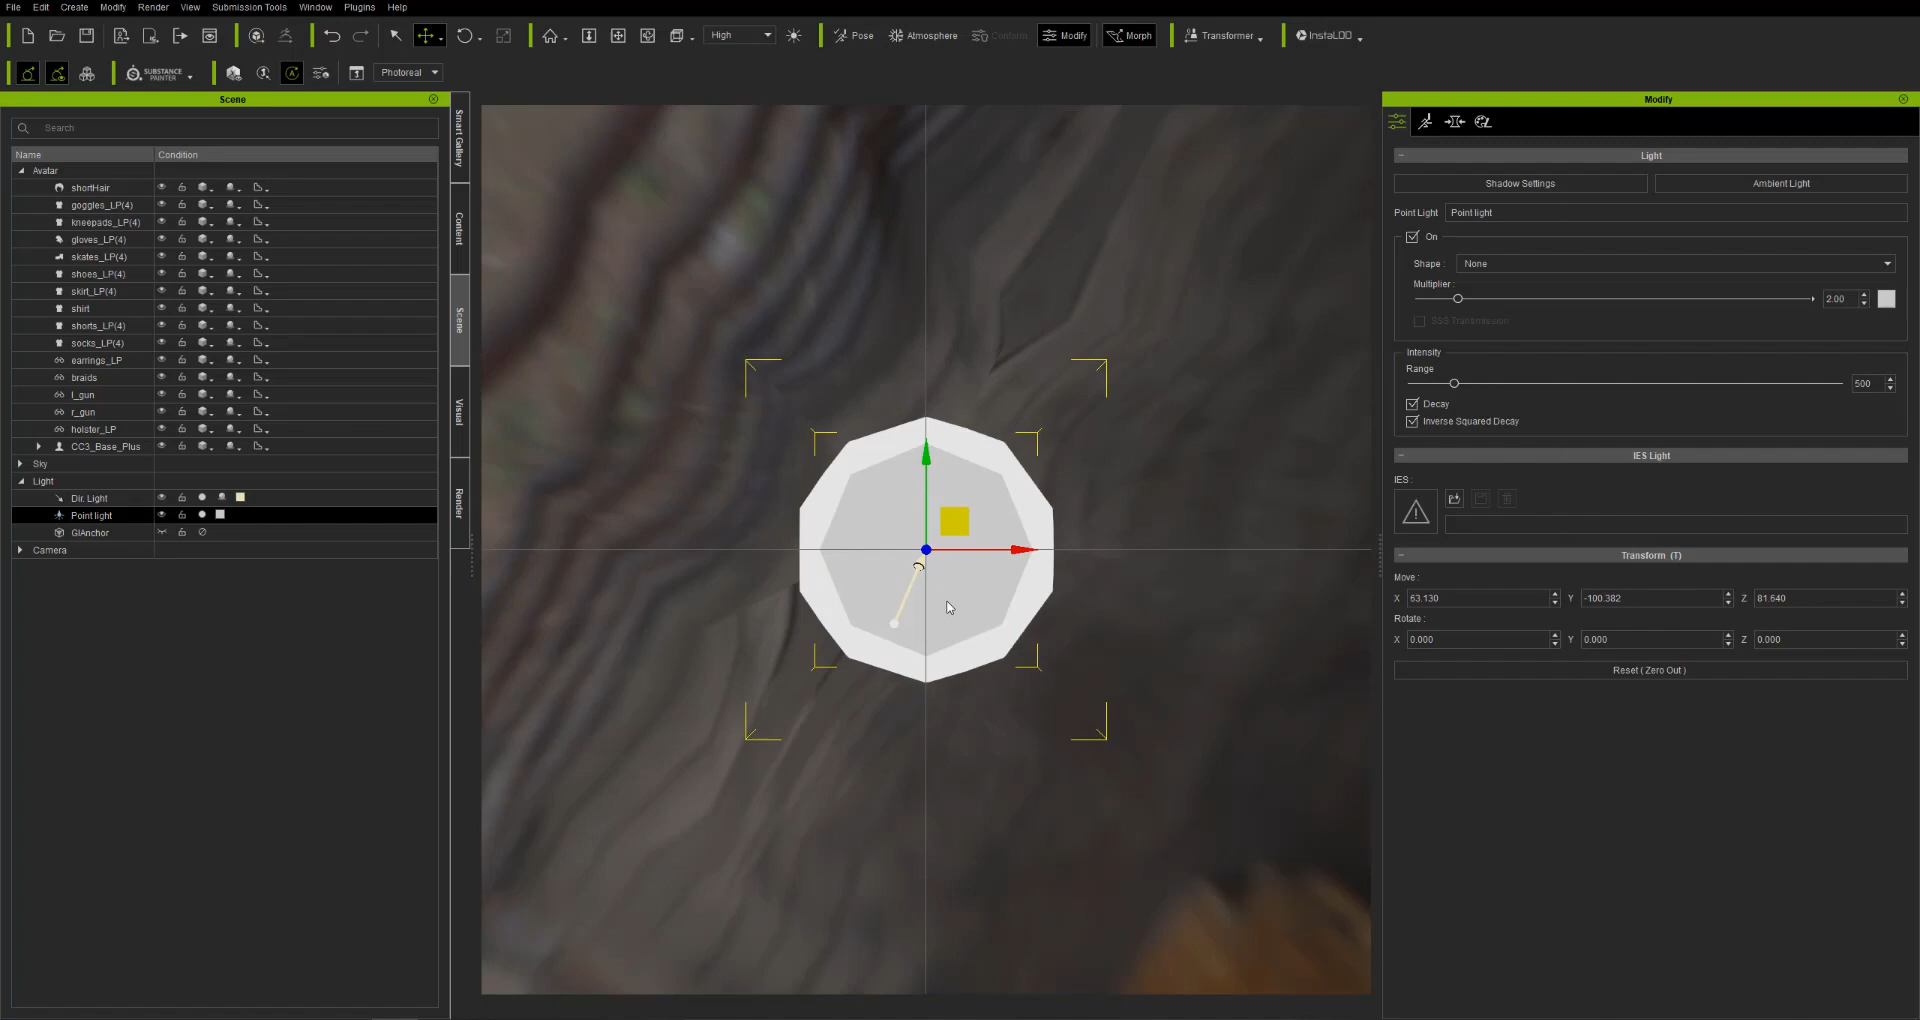 File Edit Create Modify Render View Submission Tools Window Plugins Help
High Pose Atmosphere Conform Modify Morph Transformer InstaLOD
SUBSTANCE PAINTER Photoreal
Scene
Search
Name Condition
Avatar
shortHair
goggles_LP(4)
kneepads_LP(4)
gloves_LP(4)
skates_LP(4)
shoes_LP(4)
skirt_LP(4)
shirt
shorts_LP(4)
socks_LP(4)
earrings_LP
braids
l_gun
r_gun
holster_LP
CC3_Base_Plus
Sky
Light
Dir. Light
Point light
GIAnchor
Camera
Smart Gallery
Content
Scene
Visual
Render
Modify
Light
Shadow Settings Ambient Light
Point Light Point light
On
Shape : None
Multiplier :
2.00
SSS Transmission
Intensity
Range
500
Decay
Inverse Squared Decay
IES Light
IES :
Transform (T)
Move :
X 63.130 Y -100.382 Z 81.640
Rotate :
X 0.000 Y 0.000 Z 0.000
Reset ( Zero Out )